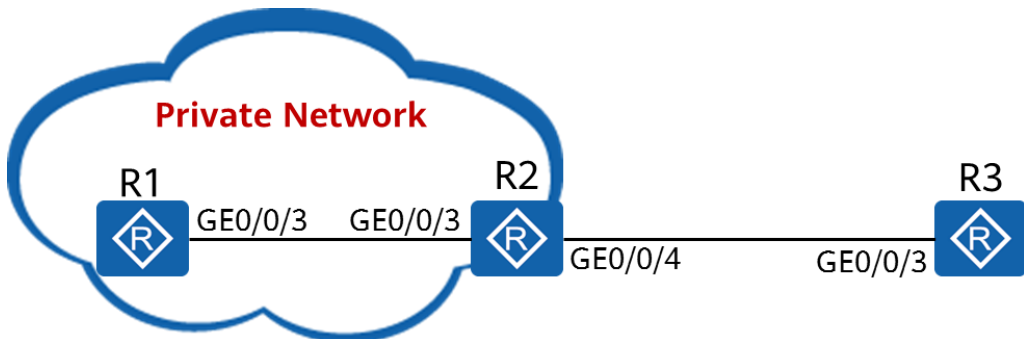 Private Network
R1
R2
R3
GE0/0/3
GE0/0/3
GE0/0/4
GE0/0/3
R
R
R